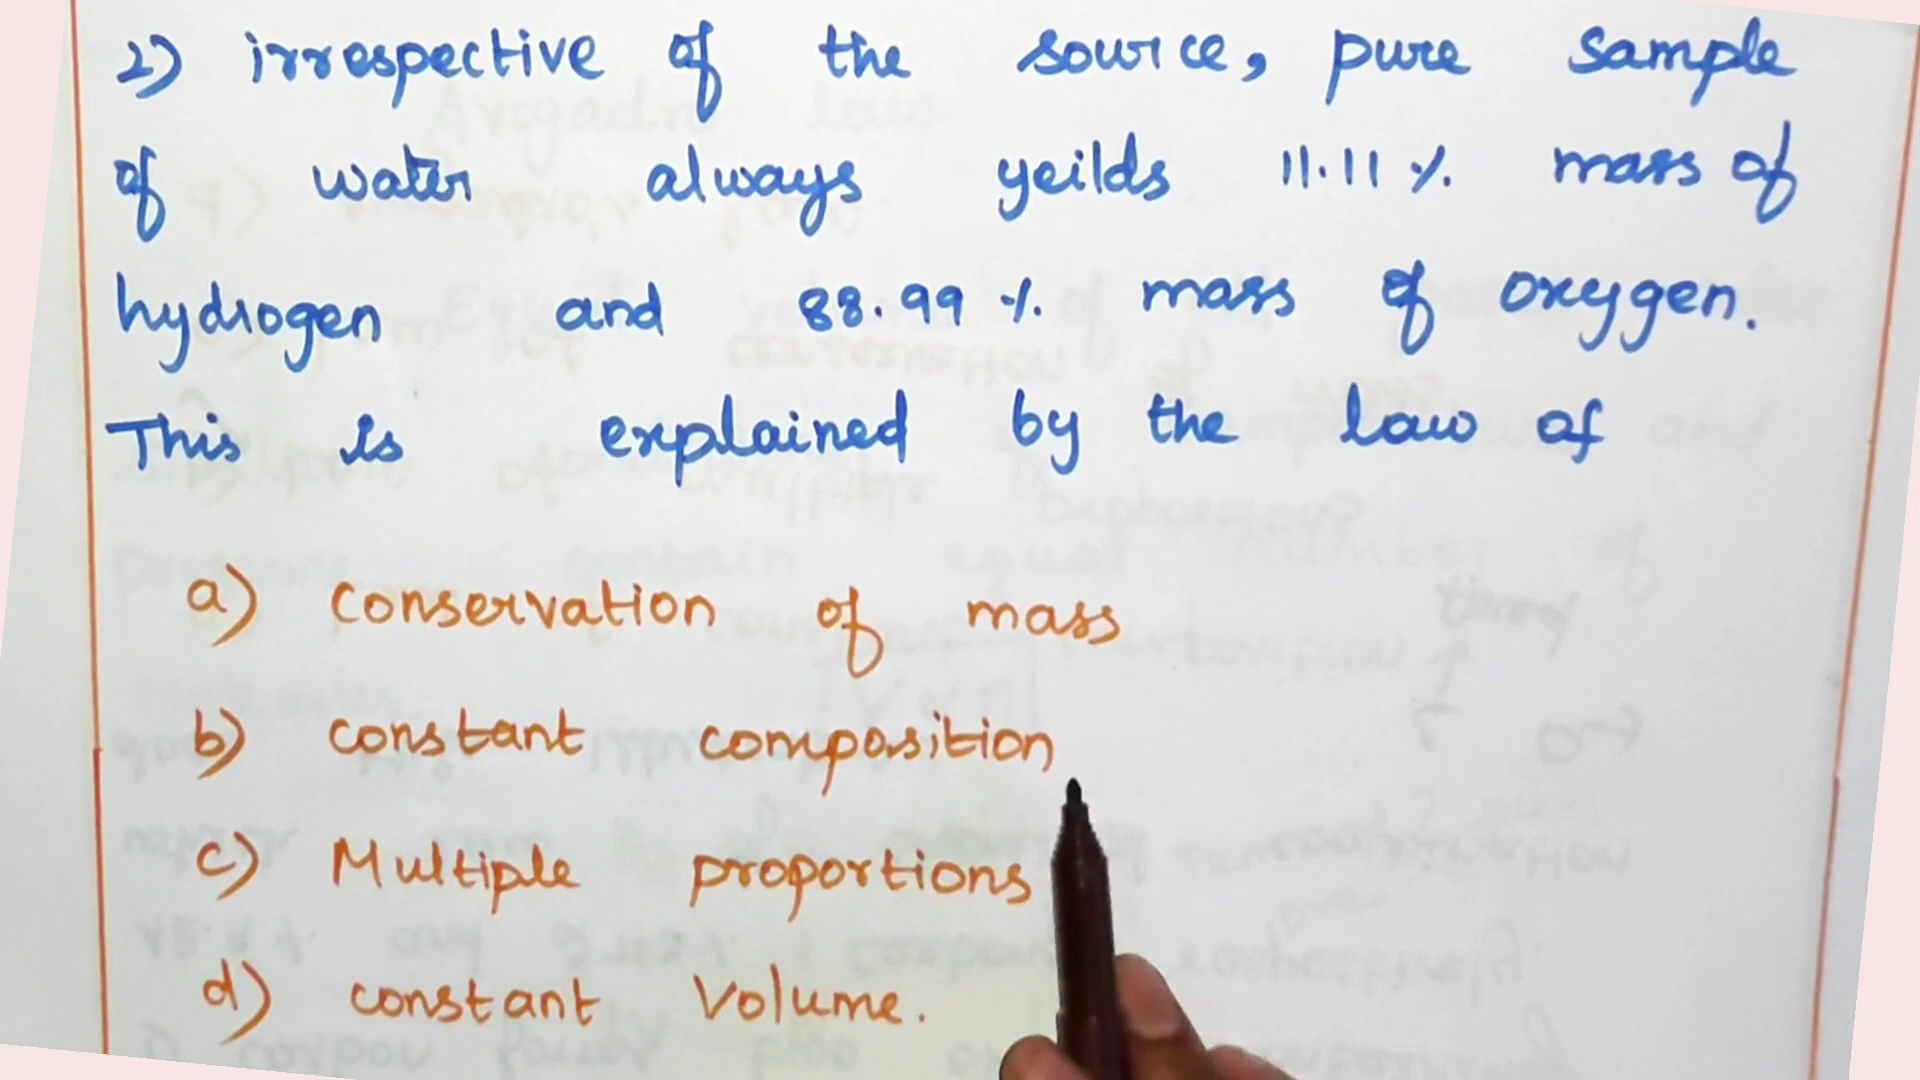 2) irrespective of the source, pure sample
of water always yeilds 11.11 % mass of
hydrogen and 88.99 % mass of oxygen.
This is explained by the law of
a) conservation of mass
b) constant composition
c) Multiple proportions
d) constant Volume.